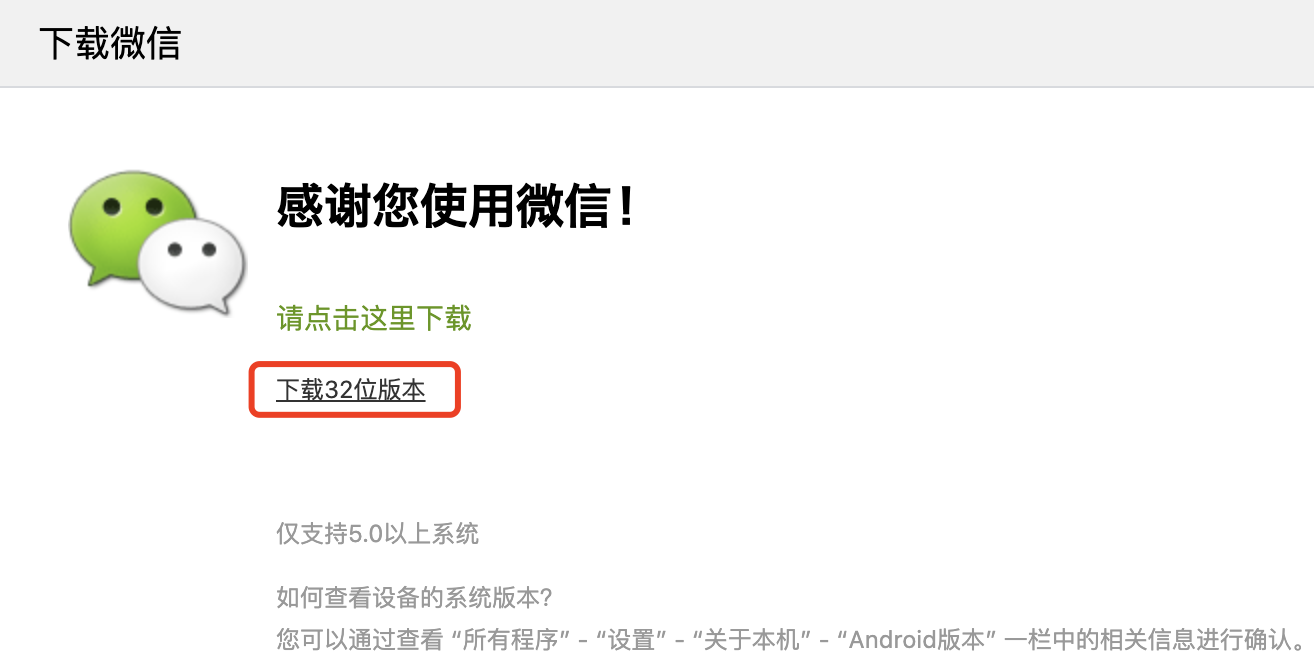 下载微信
感谢您使用微信！
请点击这里下载
下载32位版本
仅支持5.0以上系统
如何查看设备的系统版本?
您可以通过查看 “所有程序” - “设置” - “关于本机” - “Android版本” 一栏中的相关信息进行确认。